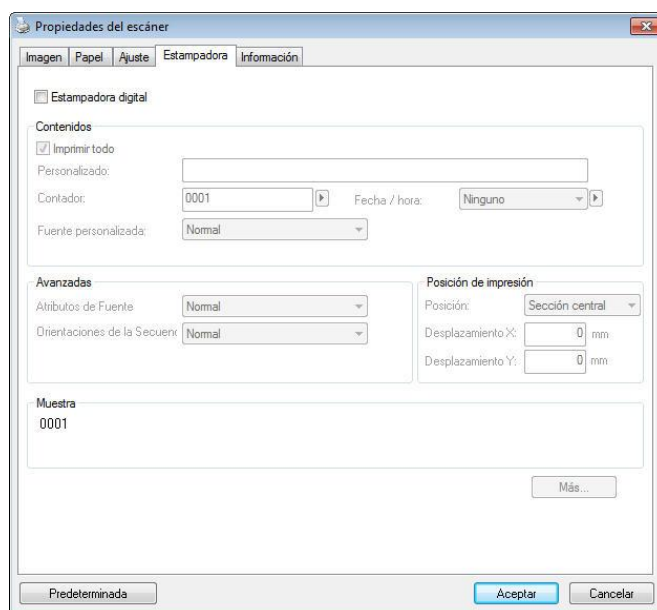 Propiedades del escáner
Imagen Papel Ajuste Estampadora Información
Estampadora digital
Contenidos
Imprimir todo
Personalizado:
Contador: 0001 Fecha / hora: Ninguno
Fuente personalizada: Normal
Avanzadas
Atributos de Fuente Normal
Orientaciones de la Secuen Normal
Posición de impresión
Posición: Sección central
Desplazamiento X: 0 mm
Desplazamiento Y: 0 mm
Muestra
0001
Más...
Predeterminada Aceptar Cancelar